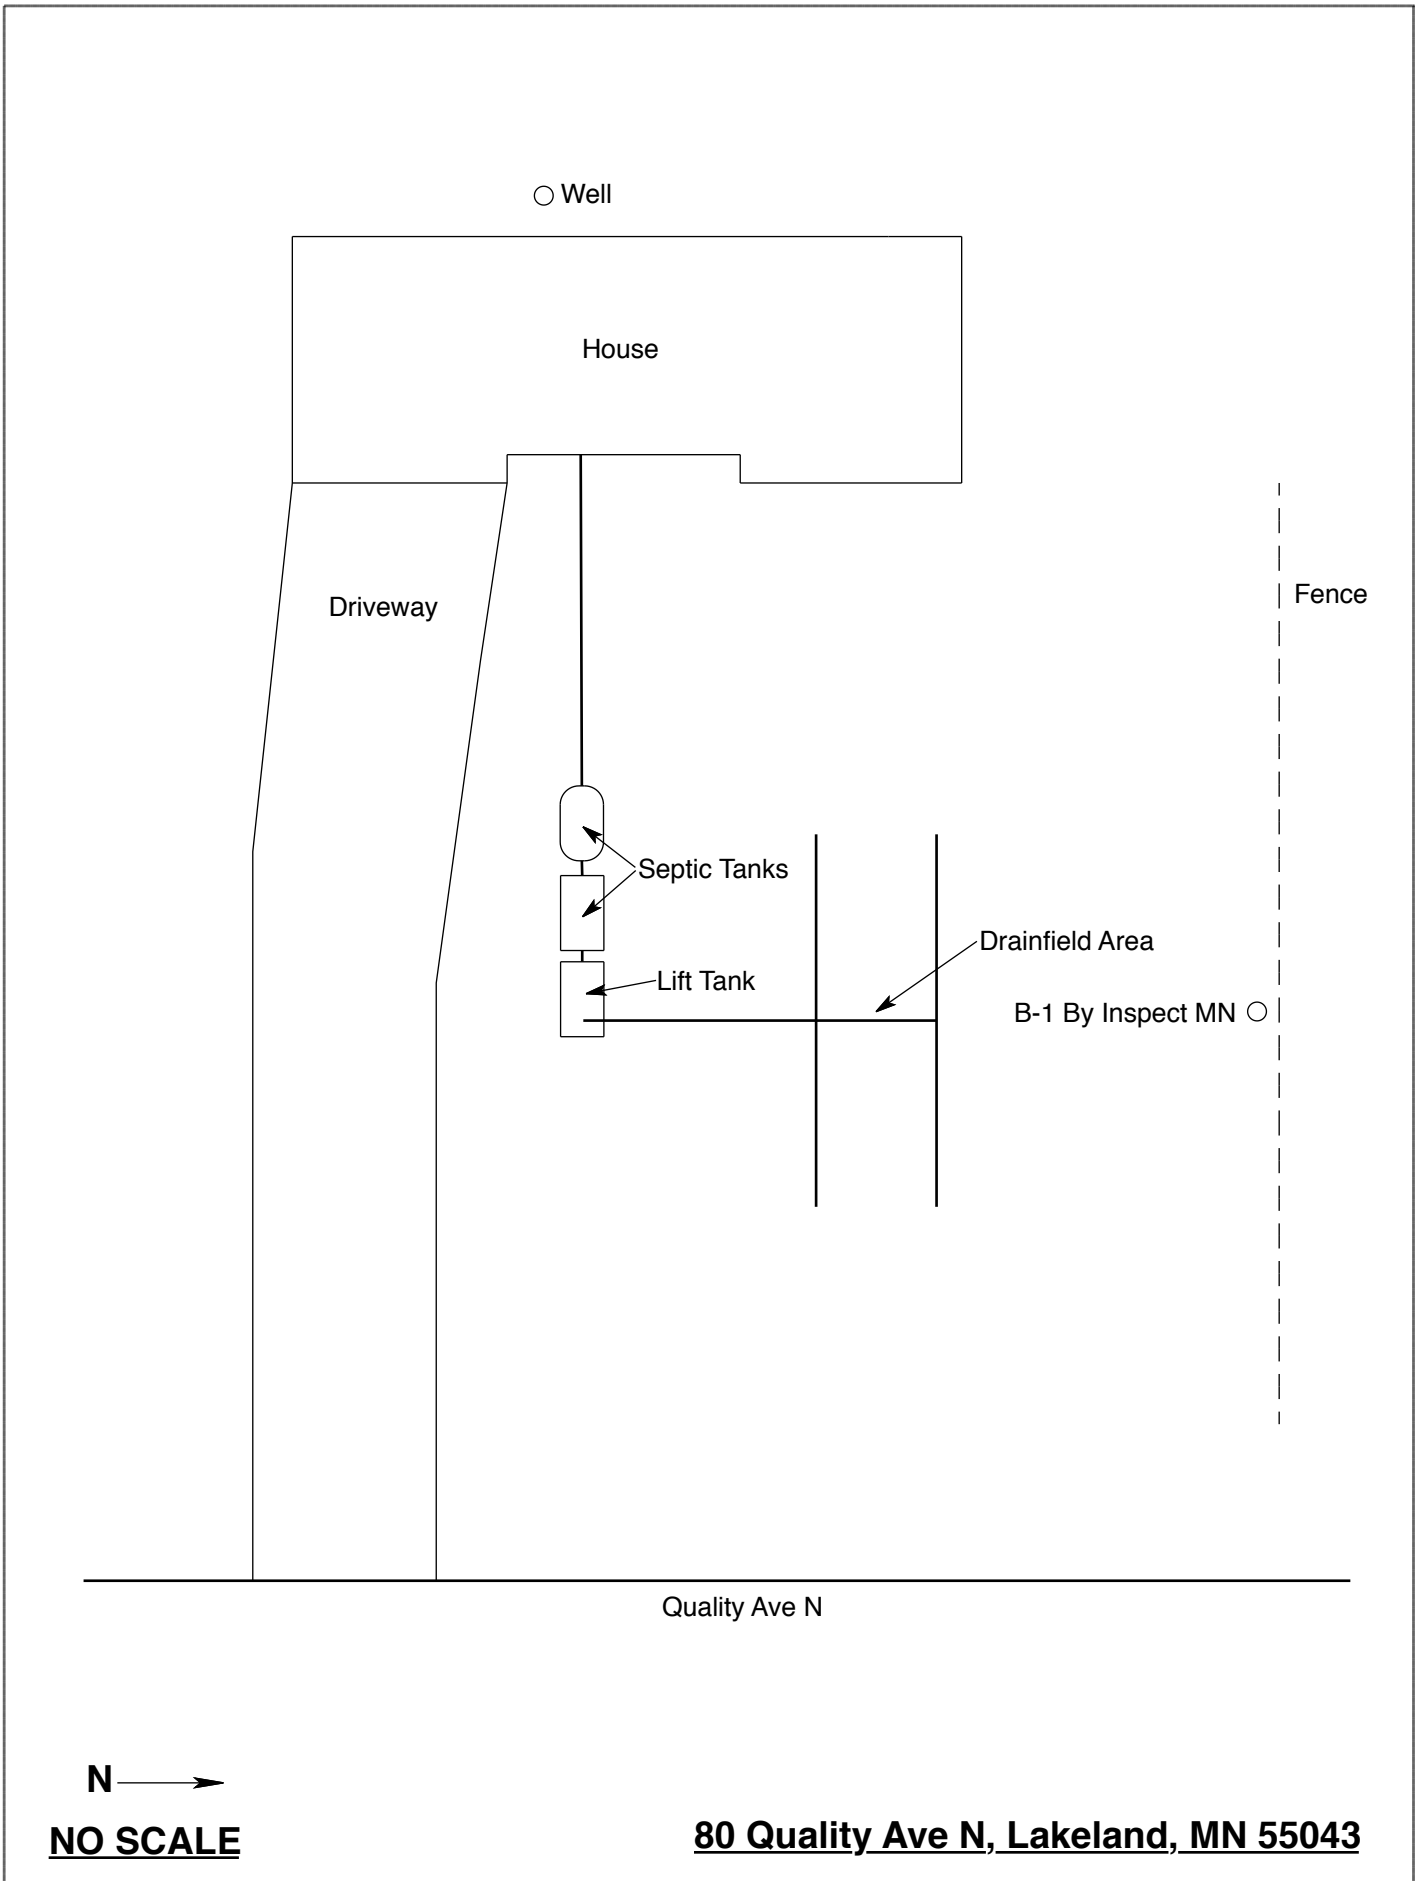 Well
House
Driveway
Fence
Septic Tanks
Drainfield Area
Lift Tank
B-1 By Inspect MN
Quality Ave N
N
NO SCALE
80 Quality Ave N, Lakeland, MN 55043